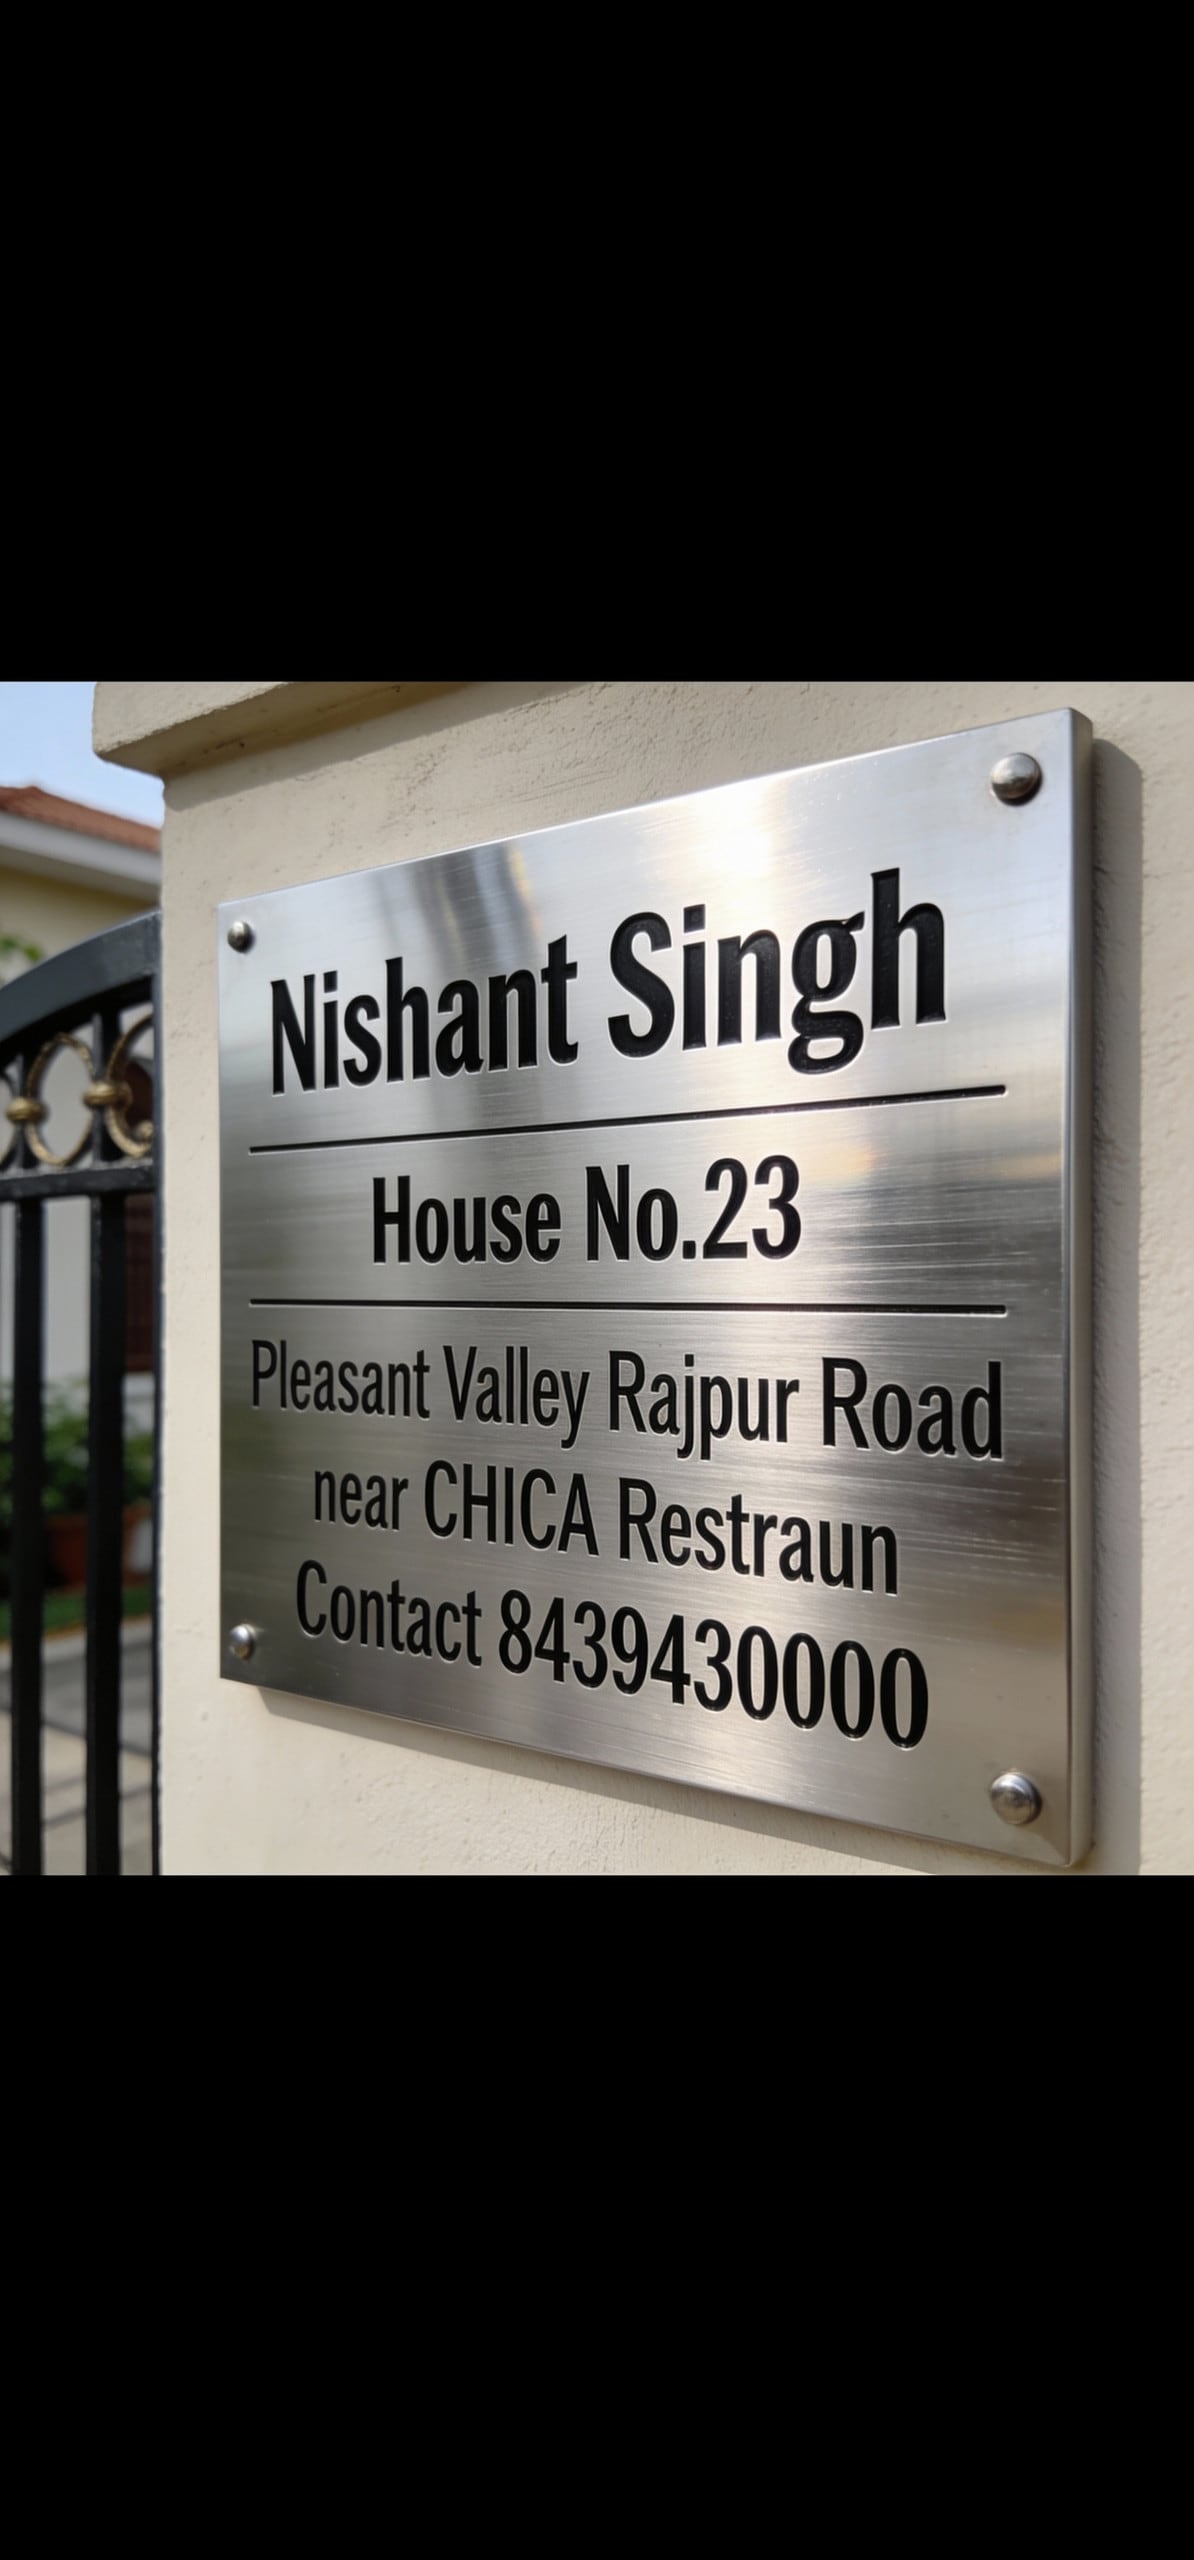 Nishant Singh
House No.23
Pleasant Valley Rajpur Road
near CHICA Restraun
Contact 8439430000